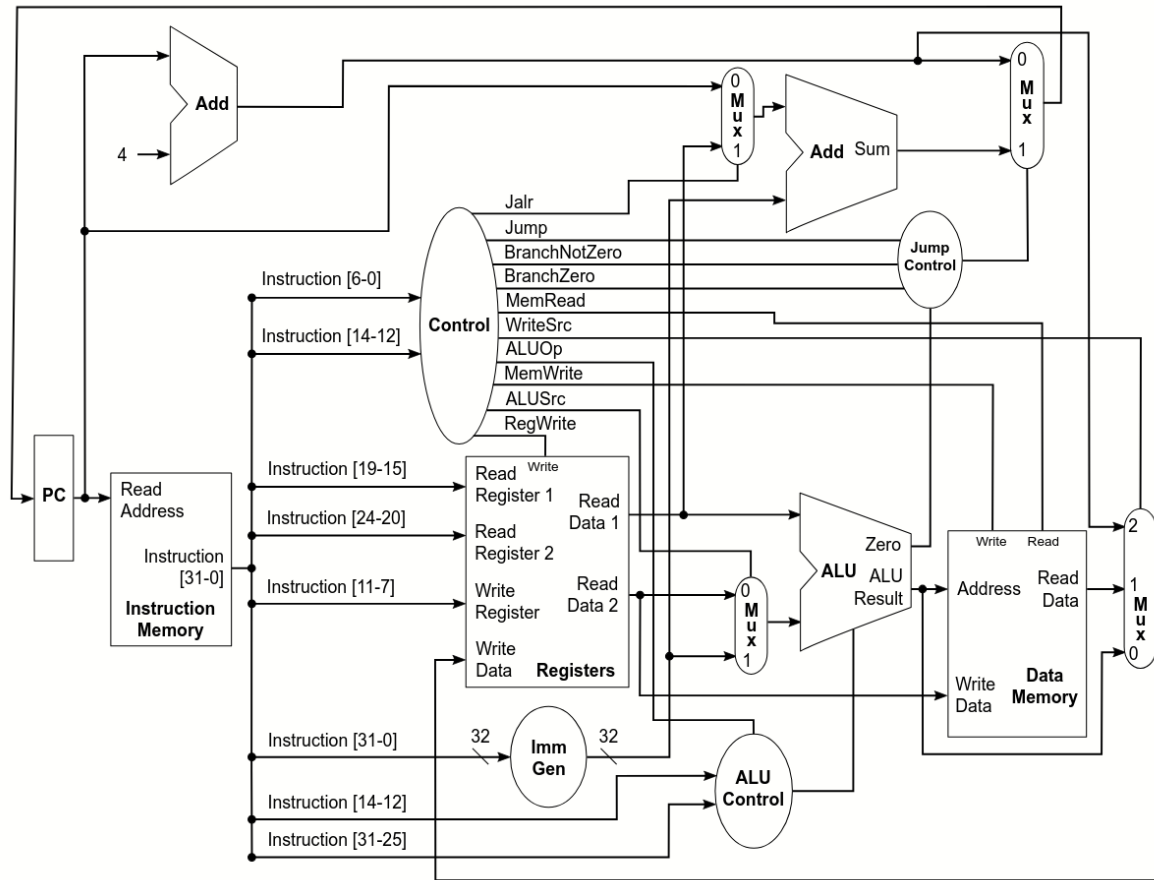 Add
4
0
Mux
1
Add
Sum
0
Mux
1
Jalr
Jump
BranchNotZero
BranchZero
MemRead
WriteSrc
ALUOp
MemWrite
ALUSrc
RegWrite
Control
Jump
Control
Instruction [6-0]
Instruction [14-12]
PC
Read
Address
Instruction
[31-0]
Instruction
Memory
Instruction [19-15]
Instruction [24-20]
Instruction [11-7]
Write
Read
Register 1
Read
Register 2
Write
Register
Write
Data
Read
Data 1
Read
Data 2
Registers
0
Mux
1
Zero
ALU
ALU
Result
Write
Read
Address
Read
Data
Write
Data
Data
Memory
2
1
Mux
0
Instruction [31-0]
32
Imm
Gen
32
Instruction [14-12]
Instruction [31-25]
ALU
Control